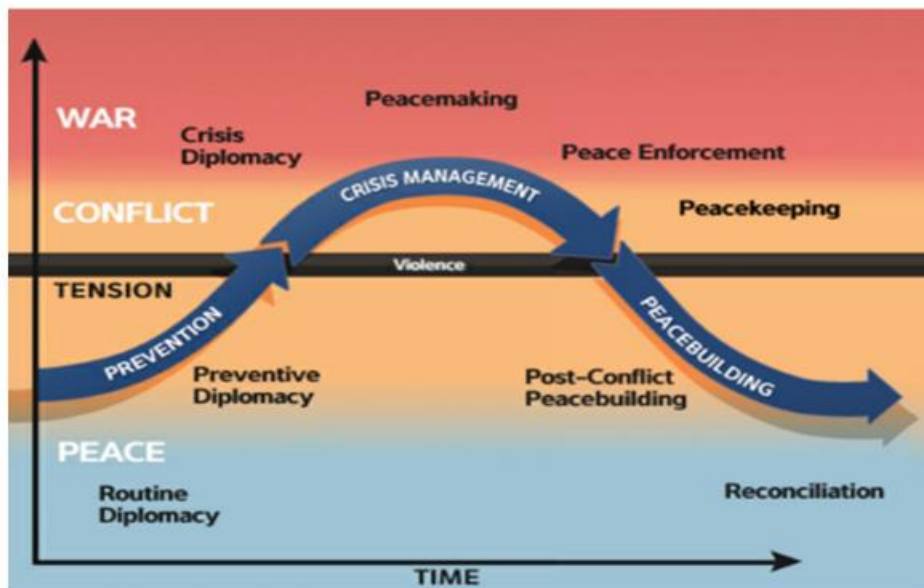 WAR
Peacemaking
Crisis
Diplomacy
Peace Enforcement
CRISIS MANAGEMENT
CONFLICT
Peacekeeping
Violence
TENSION
PREVENTION
PEACEBUILDING
Preventive
Diplomacy
Post-Conflict
Peacebuilding
PEACE
Routine
Diplomacy
Reconciliation
TIME